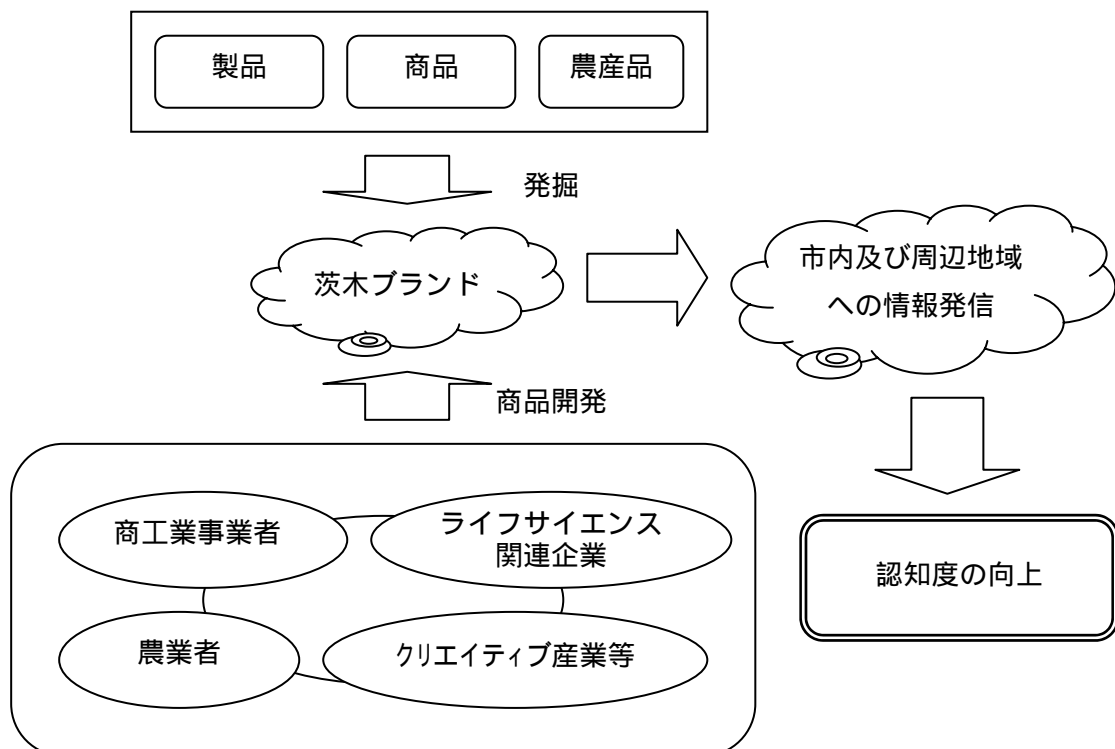 製品
商品
農産品
発掘
茨木ブランド
市内及び周辺地域
への情報発信
商品開発
商工業事業者
ライフサイエンス
関連企業
認知度の向上
農業者
クリエイティブ産業等